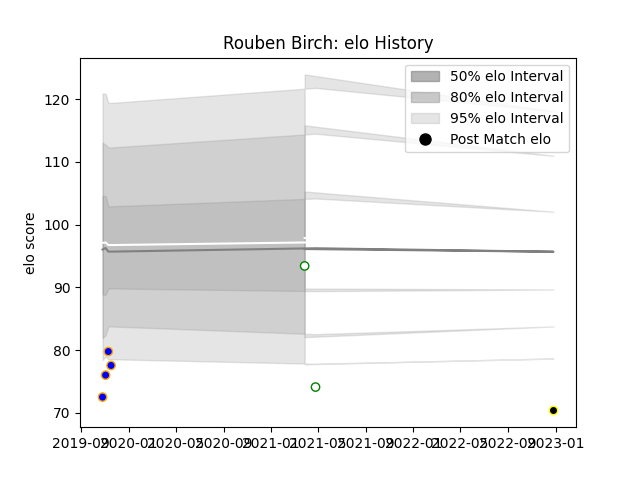 Rouben Birch: elo History
50% elo Interval
80% elo Interval
95% elo Interval
Post Match elo
elo score
120
110
100
90
80
70
2019-09 2020-01 2020-05 2020-09 2021-01 2021-05 2021-09 2022-01 2022-05 2022-09 2023-01